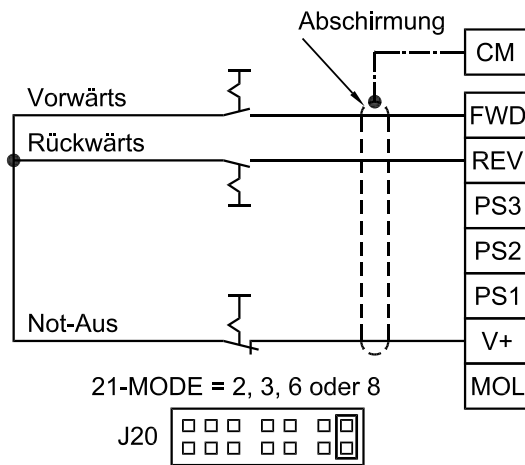 Abschirmung
CM
Vorwärts
FWD
Rückwärts
REV
PS3
PS2
PS1
Not-Aus
V+
MOL
21-MODE = 2, 3, 6 oder 8
J20